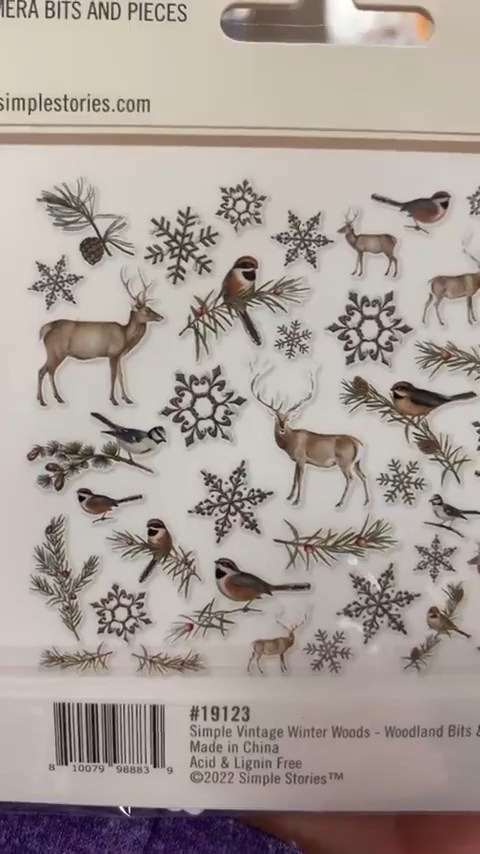 MERA BITS AND PIECES
simplestories.com
#19123
Simple Vintage Winter Woods - Woodland Bits &
Made in China
Acid & Lignin Free
©2022 Simple Stories™
8 10079 98883 9